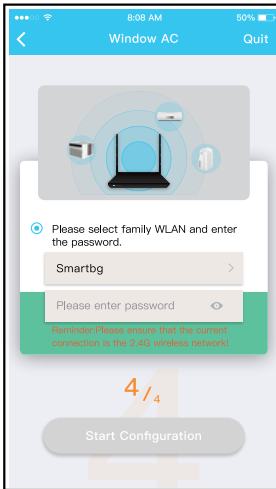 8:08 AM
50%
Window AC
Quit
Please select family WLAN and enter
the password.
Smartbg
Please enter password
Reminder:Please ensure that the current
connection is the 2.4G wireless network!
4/4
4
Start Configuration